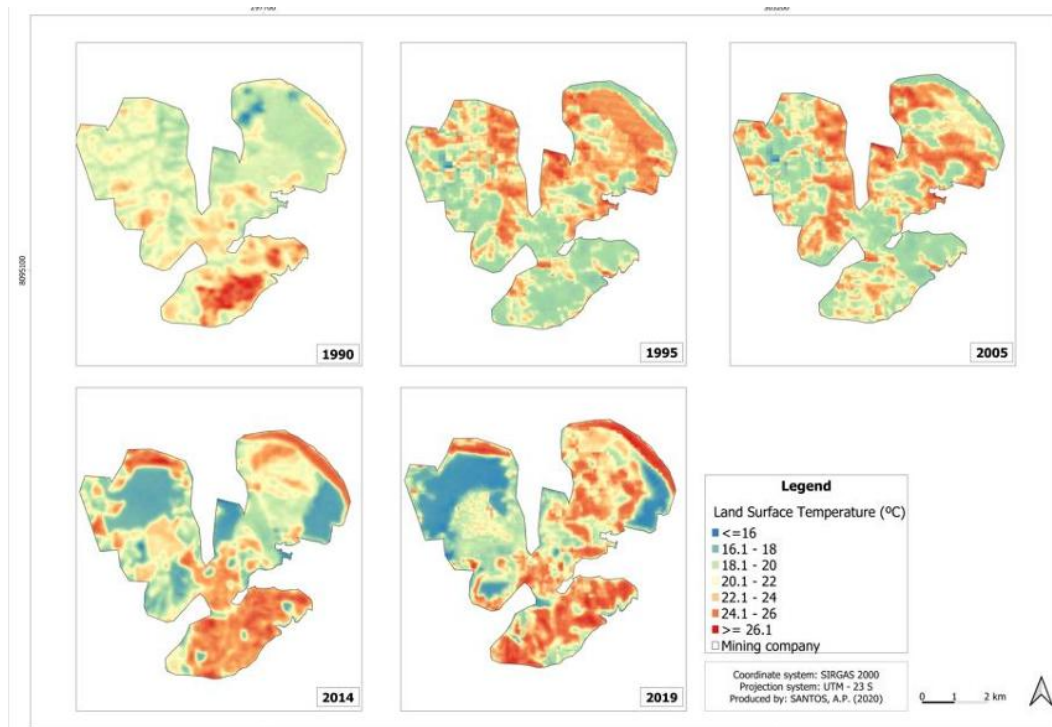 297700 303200
8095100
1990
1995
2005
2014
2019
Legend
Land Surface Temperature (ºC)
<=16
16.1 - 18
18.1 - 20
20.1 - 22
22.1 - 24
24.1 - 26
>= 26.1
Mining company
Coordinate system: SIRGAS 2000
Projection system: UTM - 23 S
Produced by: SANTOS, A.P. (2020)
0 1 2 km